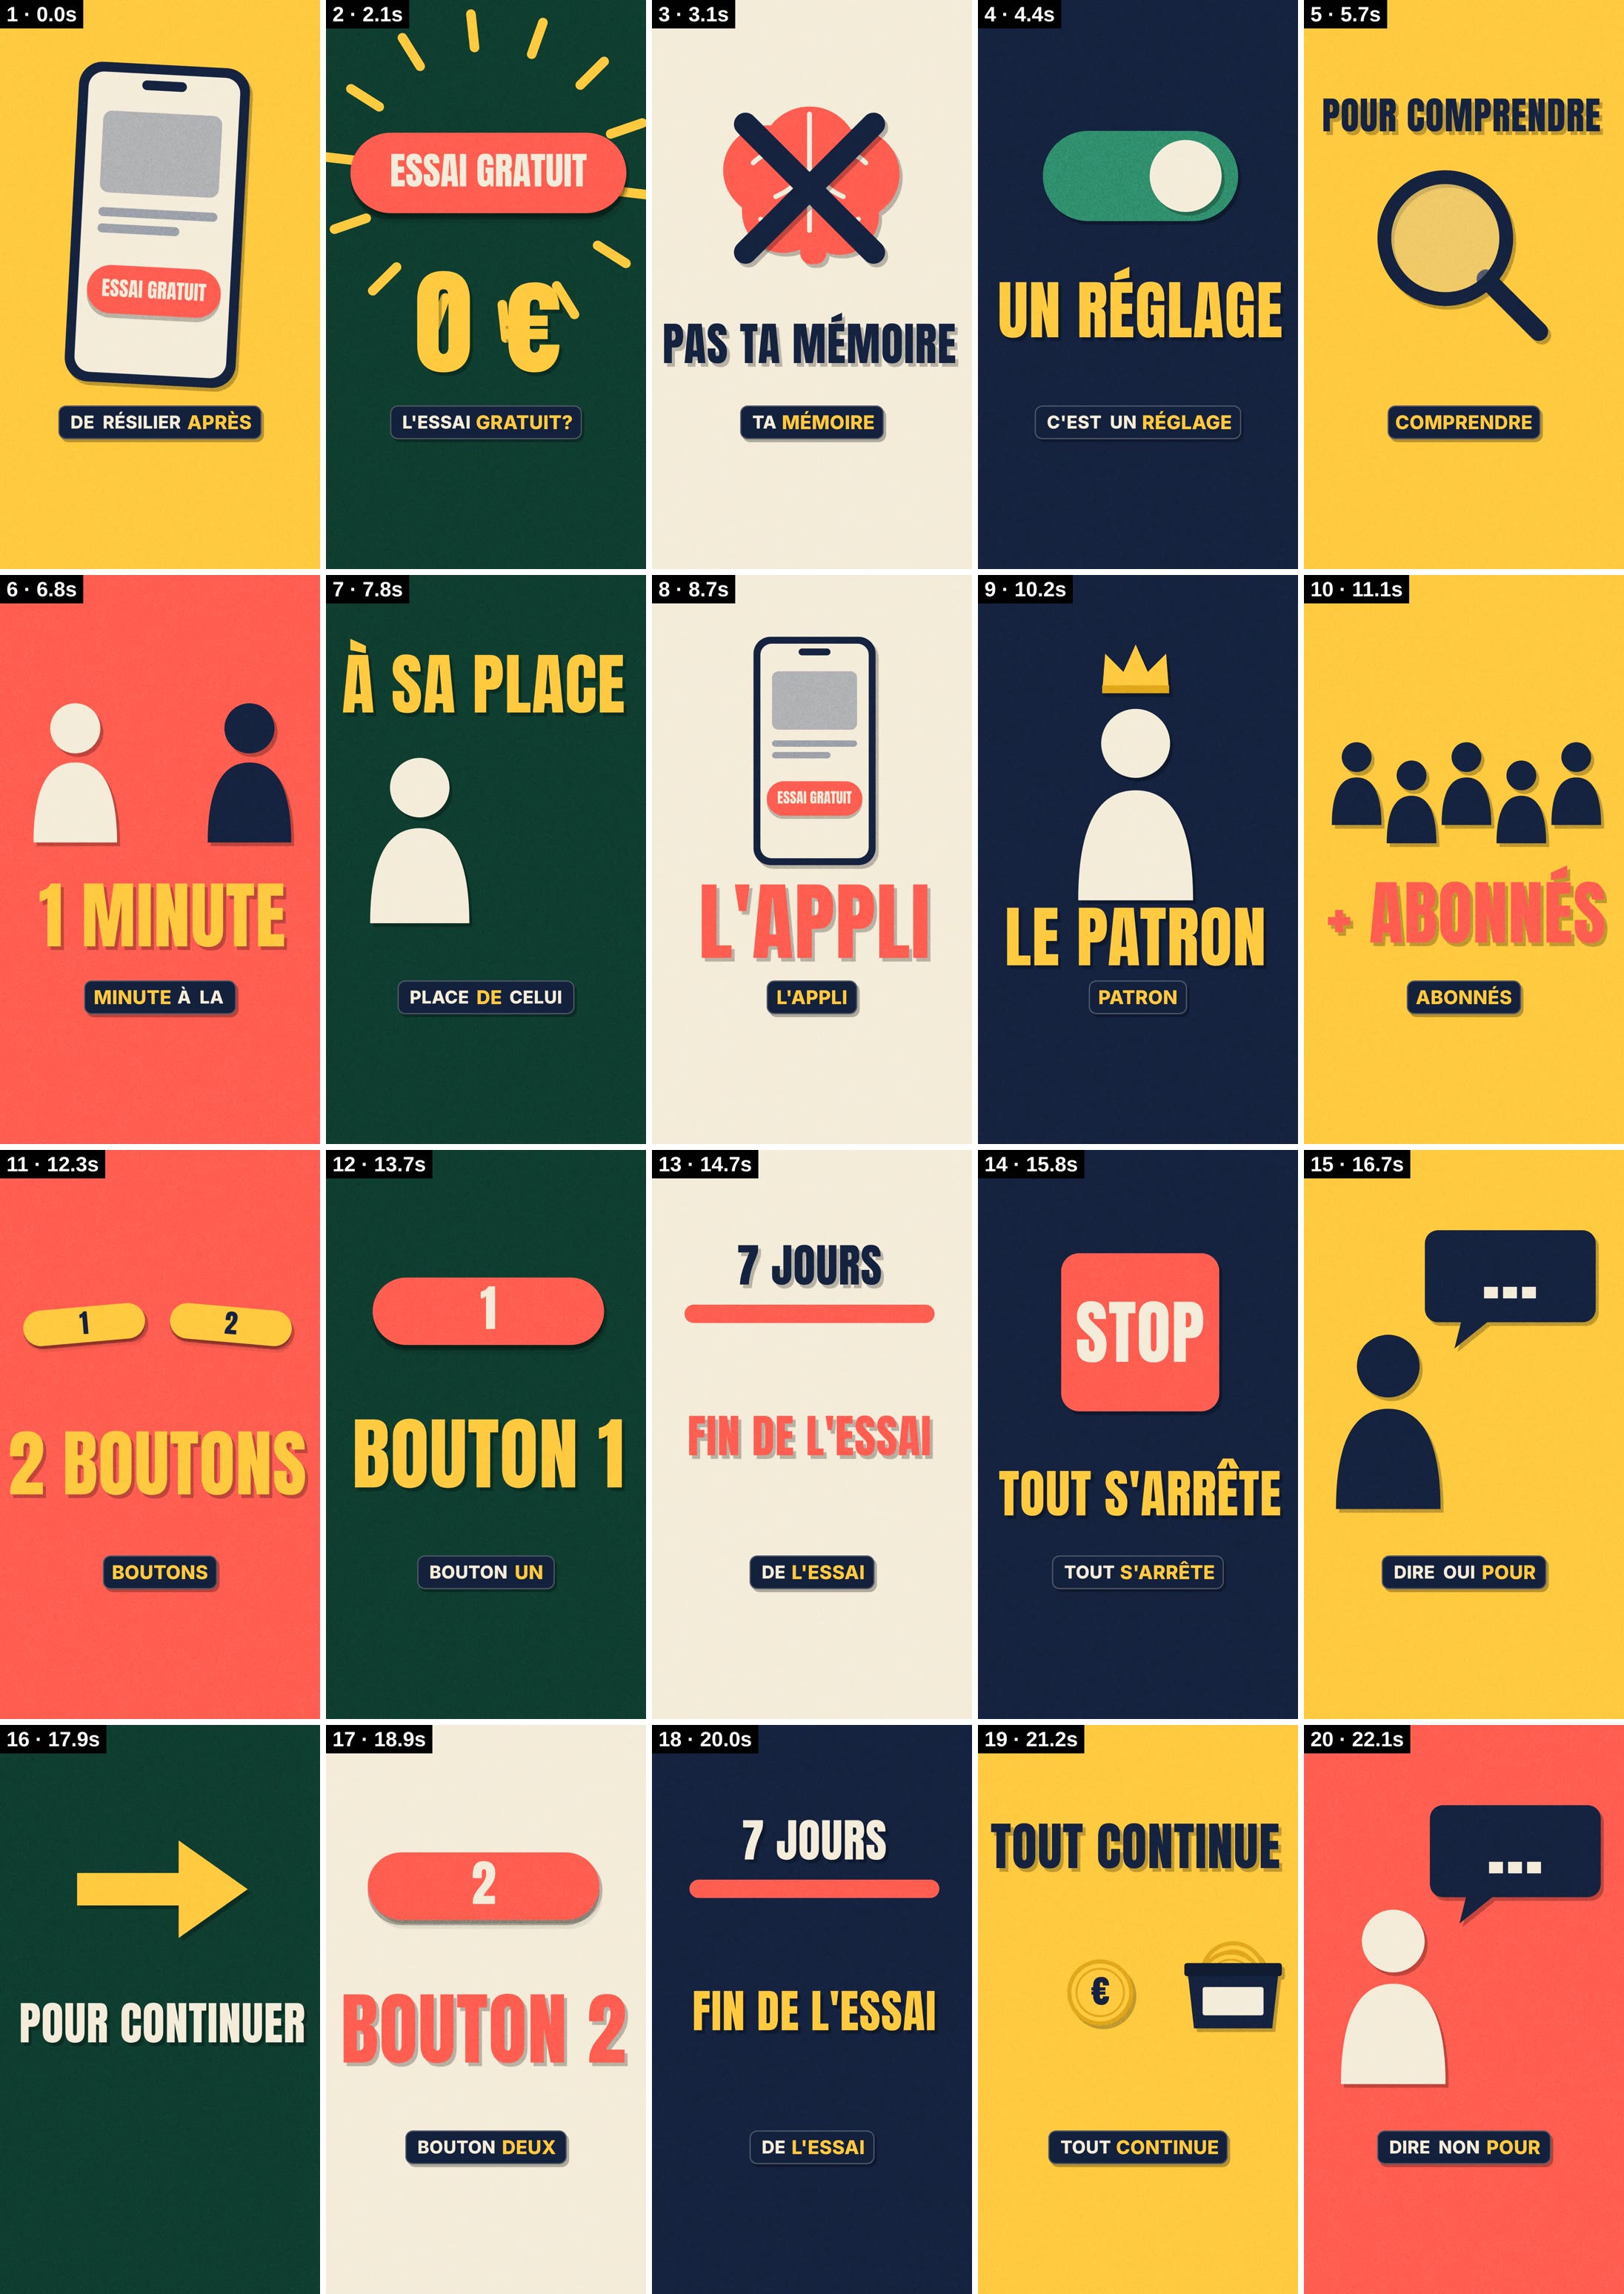 1 · 0.0s
ESSAI GRATUIT
DE RÉSILIER APRÈS
2 · 2.1s
ESSAI GRATUIT
0 €
L'ESSAI GRATUIT?
3 · 3.1s
PAS TA MÉMOIRE
TA MÉMOIRE
4 · 4.4s
UN RÉGLAGE
C'EST UN RÉGLAGE
5 · 5.7s
POUR COMPRENDRE
COMPRENDRE
6 · 6.8s
1 MINUTE
MINUTE À LA
7 · 7.8s
À SA PLACE
PLACE DE CELUI
8 · 8.7s
ESSAI GRATUIT
L'APPLI
L'APPLI
9 · 10.2s
LE PATRON
PATRON
10 · 11.1s
+ ABONNÉS
ABONNÉS
11 · 12.3s
1
2
2 BOUTONS
BOUTONS
12 · 13.7s
1
BOUTON 1
BOUTON UN
13 · 14.7s
7 JOURS
FIN DE L'ESSAI
DE L'ESSAI
14 · 15.8s
STOP
TOUT S'ARRÊTE
TOUT S'ARRÊTE
15 · 16.7s
...
DIRE OUI POUR
16 · 17.9s
POUR CONTINUER
17 · 18.9s
2
BOUTON 2
BOUTON DEUX
18 · 20.0s
7 JOURS
FIN DE L'ESSAI
DE L'ESSAI
19 · 21.2s
TOUT CONTINUE
€
TOUT CONTINUE
20 · 22.1s
...
DIRE NON POUR